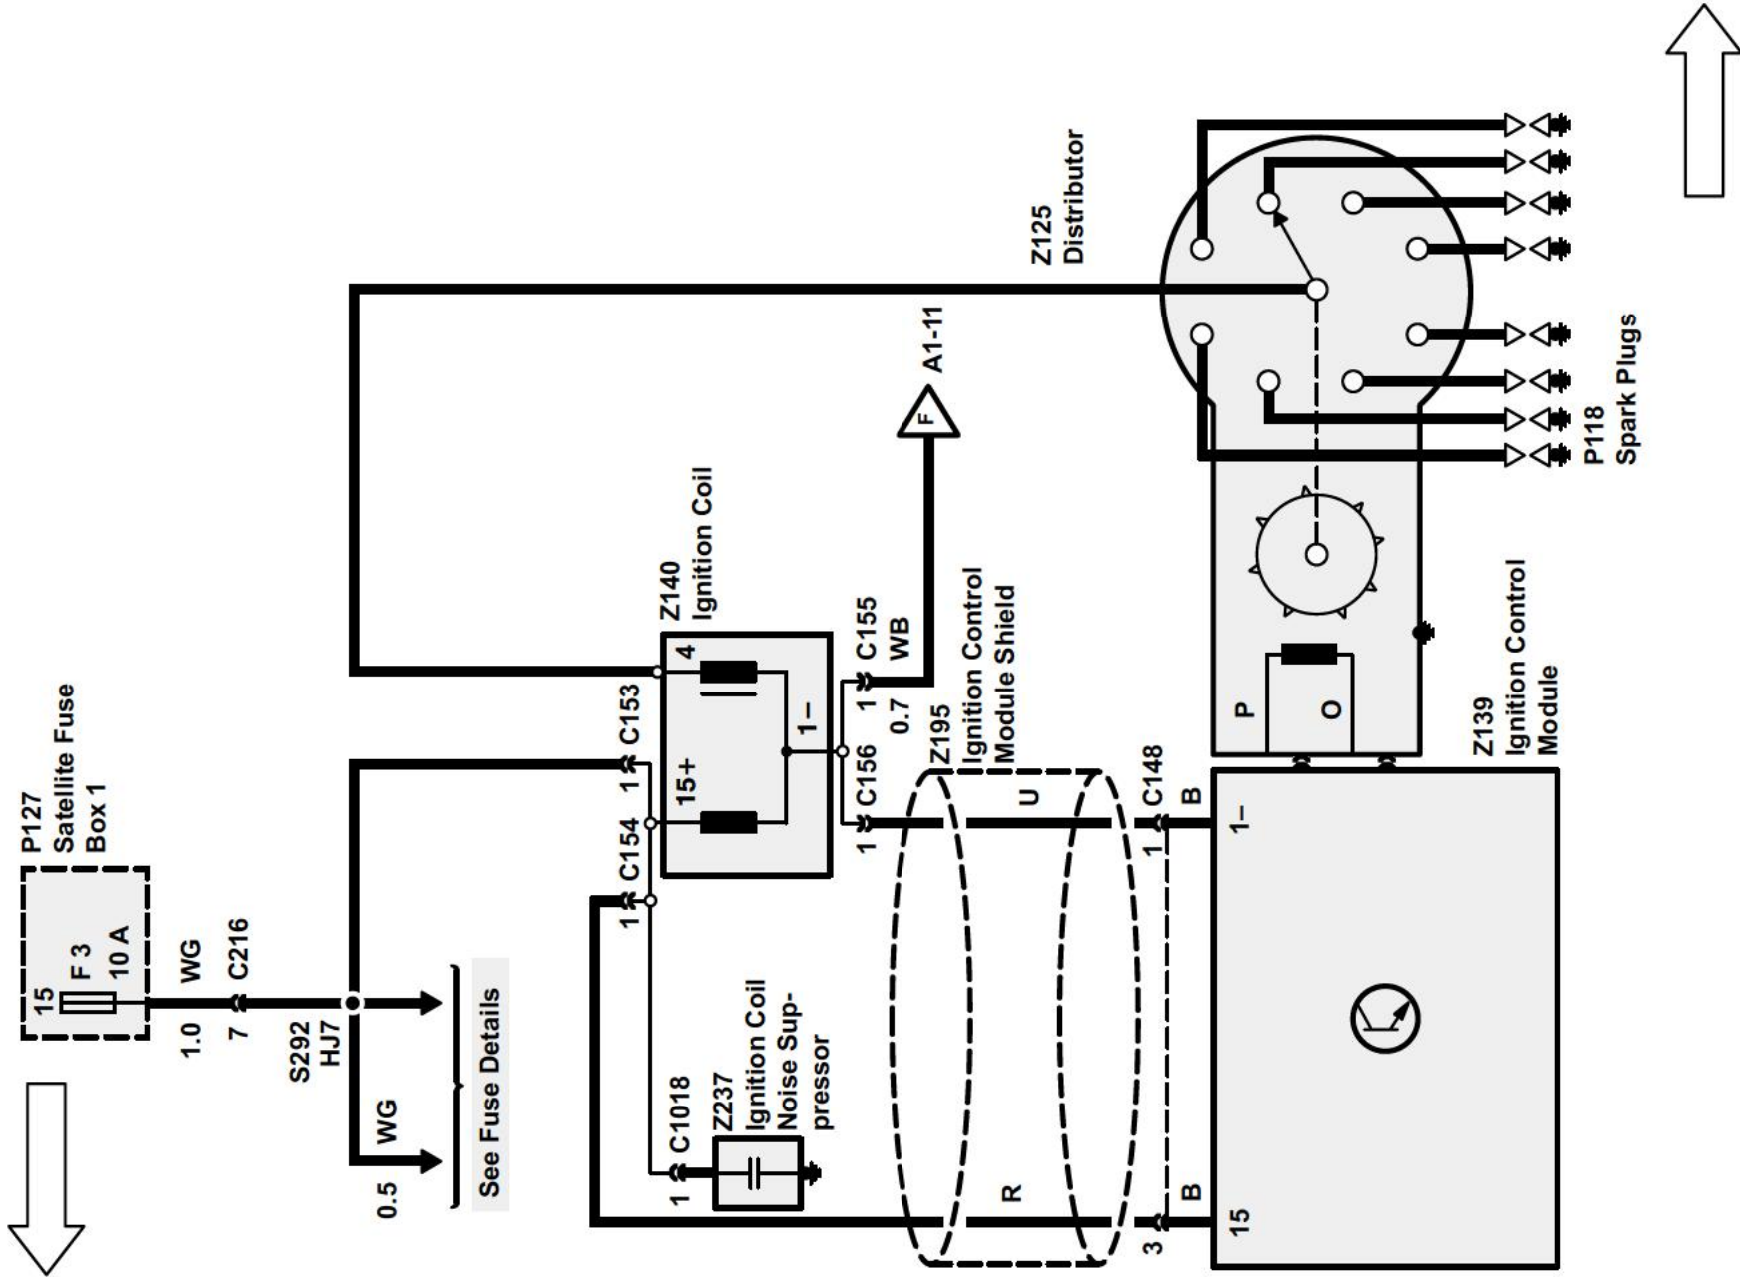 P127
Satellite Fuse
Box 1
15
F 3
10 A
1.0
WG
7
C216
S292
HJ7
0.5
WG
See Fuse Details
1
C153
1
C154
Z140
Ignition Coil
4
15+
1–
1
C1018
Z237
Ignition Coil
Noise Sup-
pressor
1
C156
1
C155
0.7
WB
F
A1-11
Z195
Ignition Control
Module Shield
R
U
3
B
1
C148
B
15
1–
Z139
Ignition Control
Module
P
O
Z125
Distributor
P118
Spark Plugs